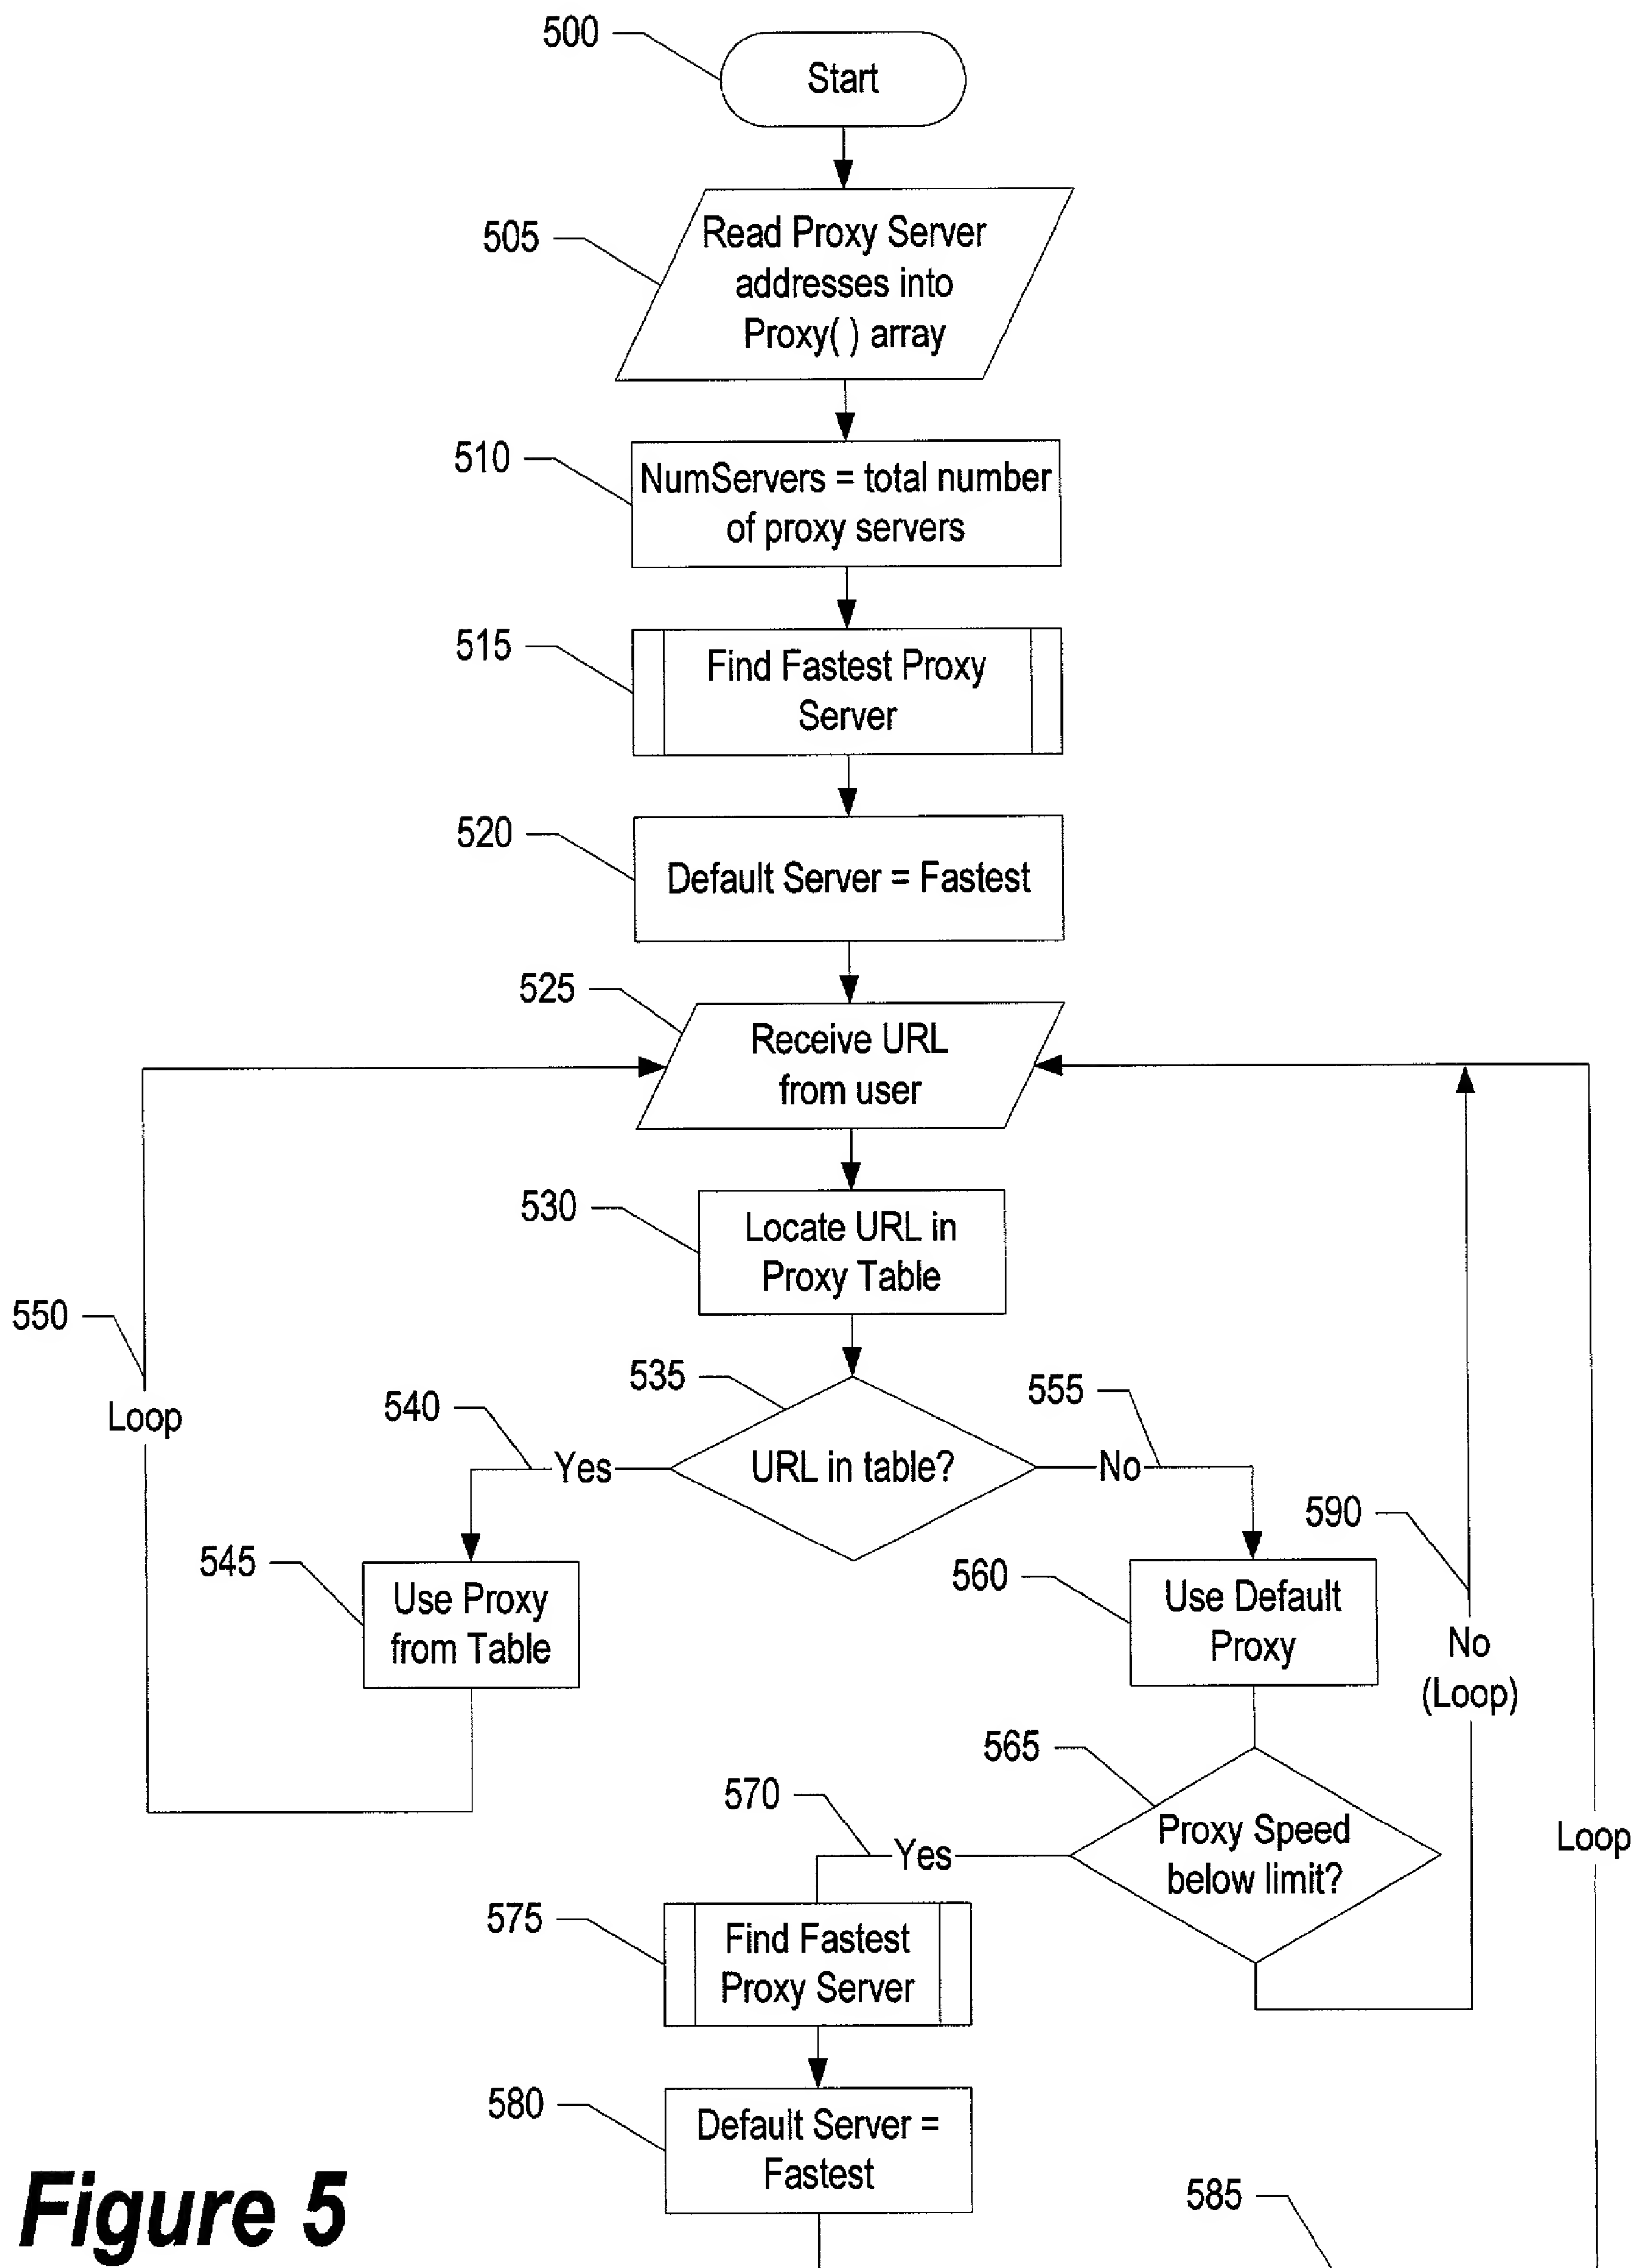 500
Start
505
Read Proxy Server
addresses into
Proxy( ) array
510
NumServers = total number
of proxy servers
515
Find Fastest Proxy
Server
520
Default Server = Fastest
525
Receive URL
from user
530
Locate URL in
Proxy Table
550
Loop
535
540
555
Yes
URL in table?
No
590
545
Use Proxy
from Table
560
Use Default
Proxy
No
(Loop)
565
570
Yes
Proxy Speed
below limit?
Loop
575
Find Fastest
Proxy Server
580
Default Server =
Fastest
585
Figure 5